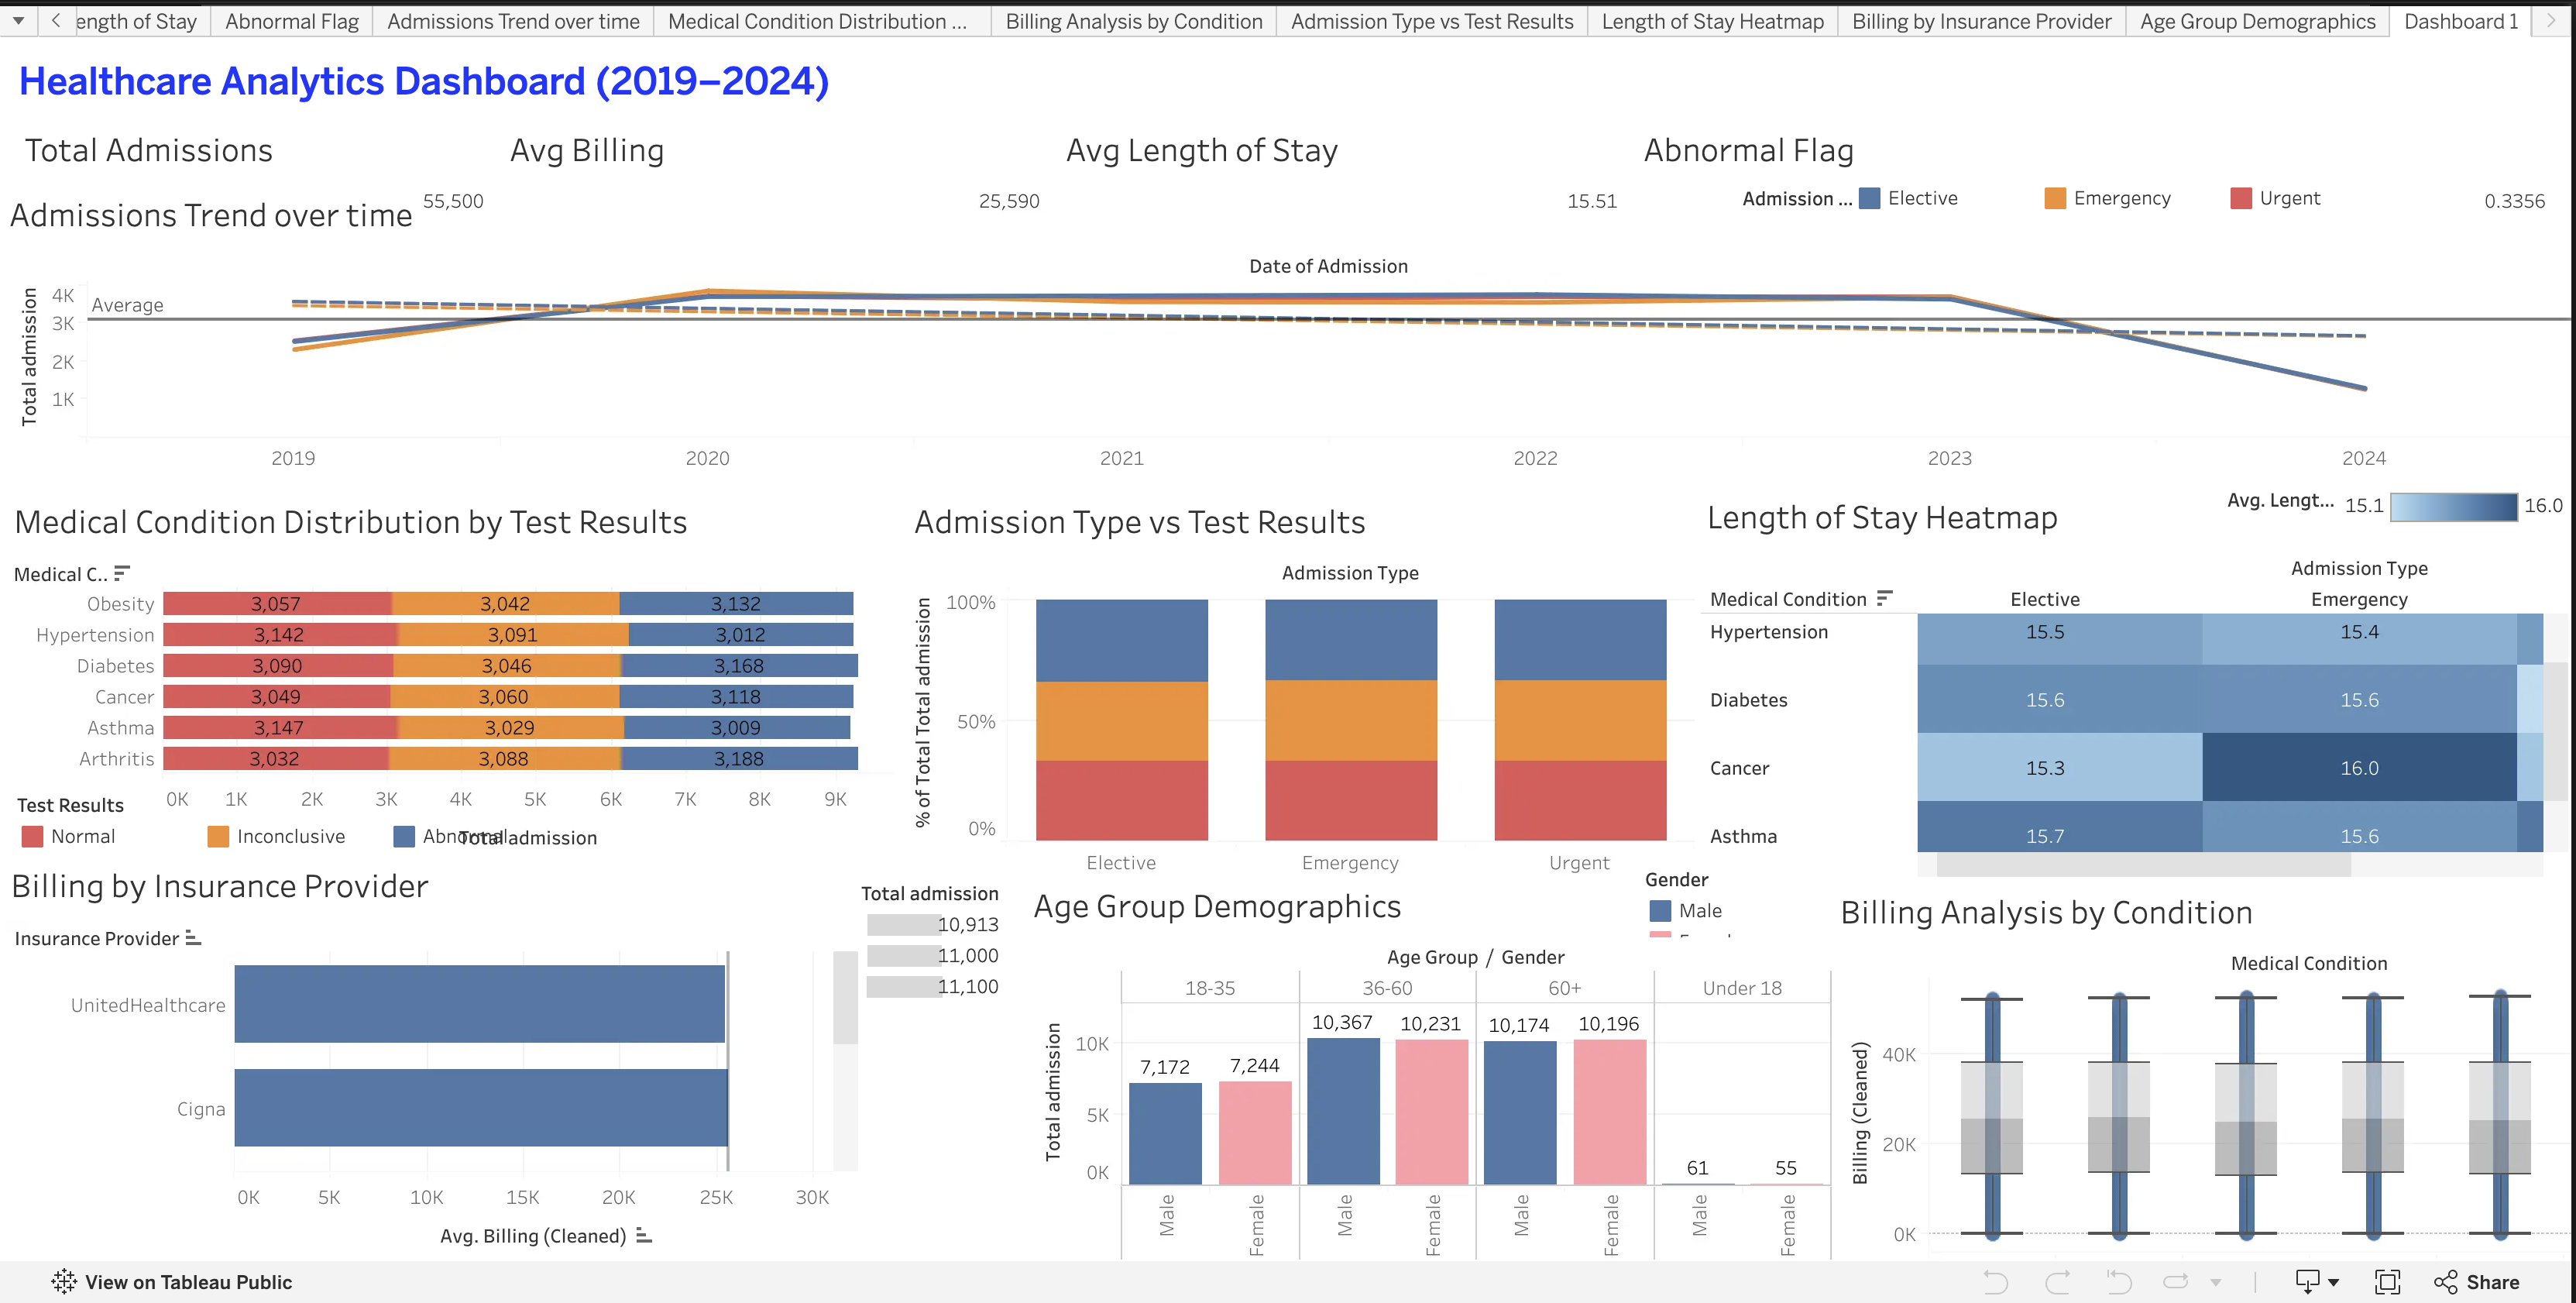 ength of Stay
Abnormal Flag
Admissions Trend over time
Medical Condition Distribution ...
Billing Analysis by Condition
Admission Type vs Test Results
Length of Stay Heatmap
Billing by Insurance Provider
Age Group Demographics
Dashboard 1
Healthcare Analytics Dashboard (2019–2024)
Total Admissions
55,500
Avg Billing
25,590
Avg Length of Stay
15.51
Abnormal Flag
0.3356
Admission ...
Elective
Emergency
Urgent
Admissions Trend over time
Date of Admission
Total admission
4K
3K
2K
1K
Average
2019
2020
2021
2022
2023
2024
Medical Condition Distribution by Test Results
Medical C..
Obesity 3,057 3,042 3,132
Hypertension 3,142 3,091 3,012
Diabetes 3,090 3,046 3,168
Cancer 3,049 3,060 3,118
Asthma 3,147 3,029 3,009
Arthritis 3,032 3,088 3,188
0K 1K 2K 3K 4K 5K 6K 7K 8K 9K
Total admission
Test Results
Normal
Inconclusive
Abnormal
Admission Type vs Test Results
Admission Type
% of Total Total admission
100%
50%
0%
Elective
Emergency
Urgent
Length of Stay Heatmap
Avg. Lengt...
15.1
16.0
Admission Type
Medical Condition Elective Emergency
Hypertension 15.5 15.4
Diabetes 15.6 15.6
Cancer 15.3 16.0
Asthma 15.7 15.6
Billing by Insurance Provider
Insurance Provider
UnitedHealthcare
Cigna
0K 5K 10K 15K 20K 25K 30K
Avg. Billing (Cleaned)
Total admission
10,913
11,000
11,100
Age Group Demographics
Gender
Male
Age Group / Gender
18-35 36-60 60+ Under 18
Total admission
10K
5K
0K
7,172 7,244 10,367 10,231 10,174 10,196 61 55
Male Female Male Female Male Female Male Female
Billing Analysis by Condition
Medical Condition
Billing (Cleaned)
40K
20K
0K
View on Tableau Public
Share